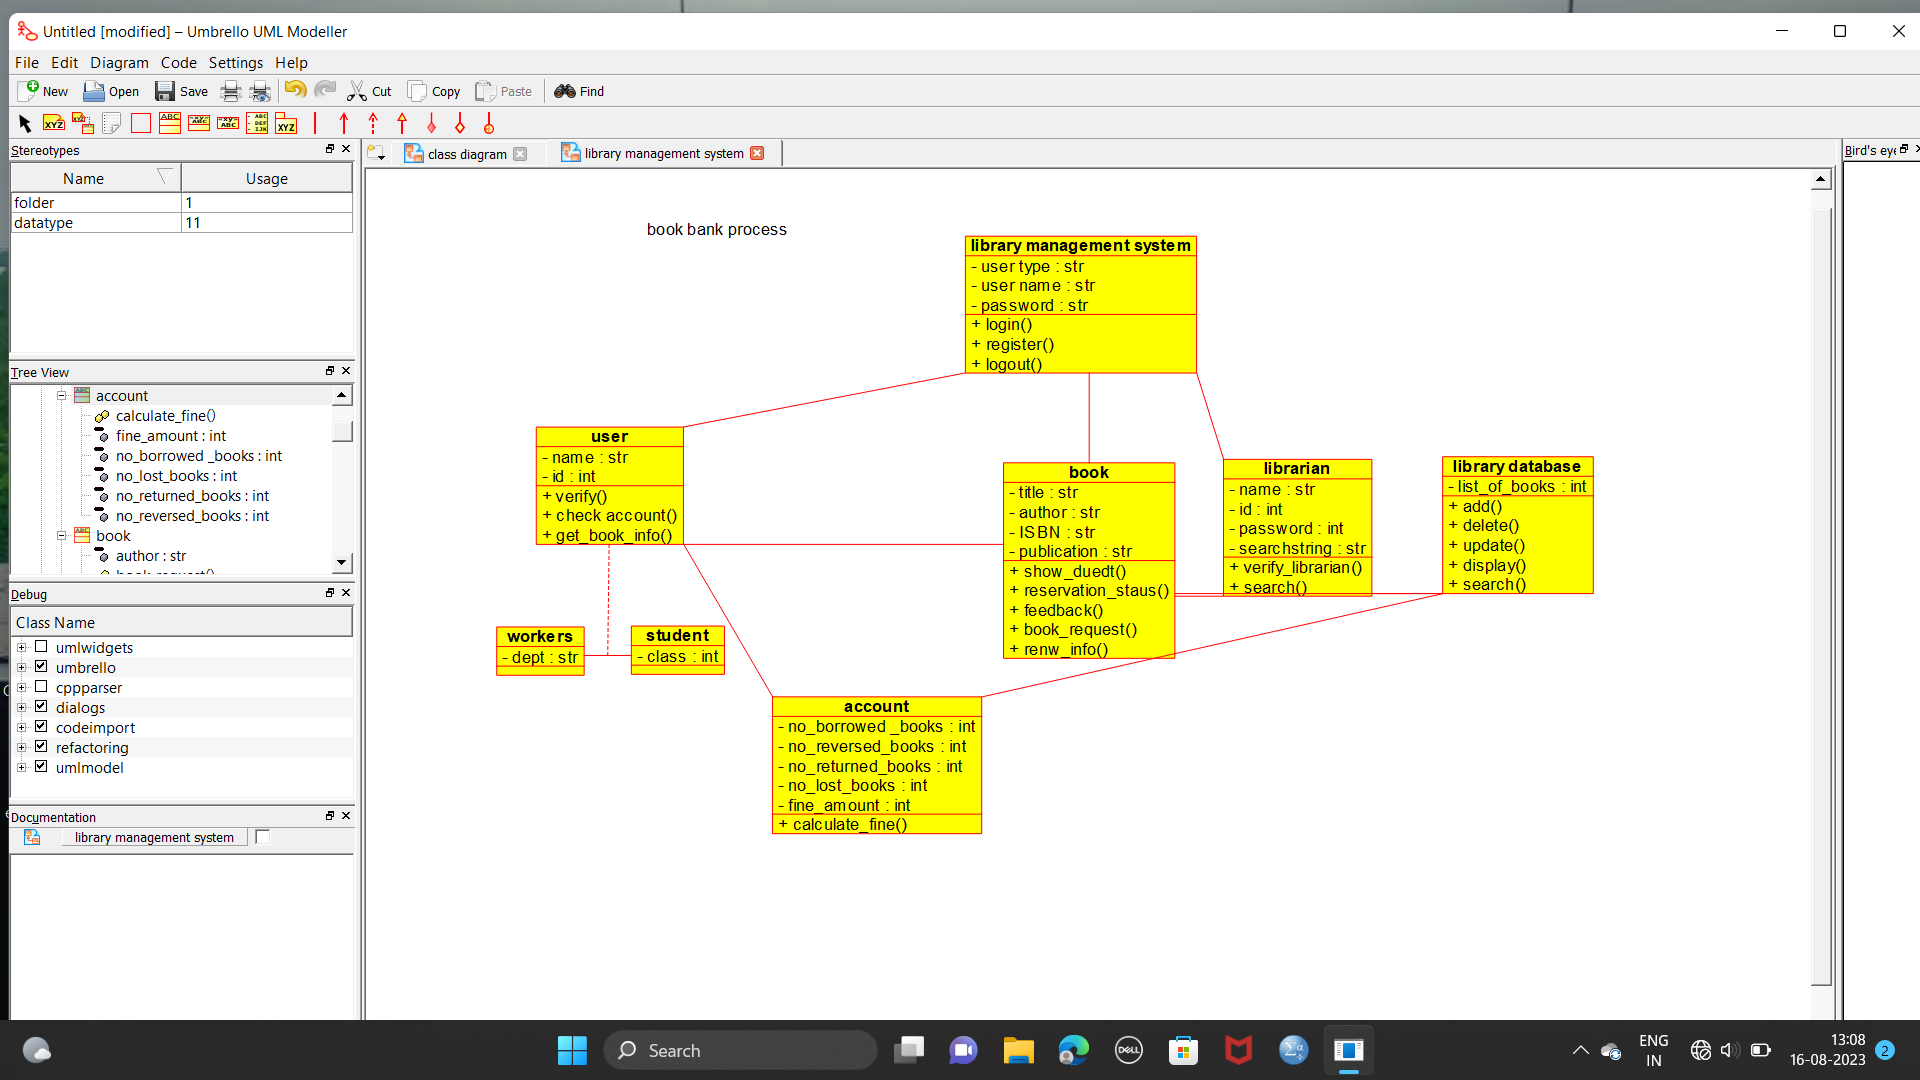 Untitled [modified] – Umbrello UML Modeller
File Edit Diagram Code Settings Help
New Open Save Cut Copy Paste Find
Stereotypes
Name Usage
folder 1
datatype 11
Tree View
account
calculate_fine()
fine_amount : int
no_borrowed _books : int
no_lost_books : int
no_returned_books : int
no_reversed_books : int
book
author : str
book_request()
Debug
Class Name
umlwidgets
umbrello
cppparser
dialogs
codeimport
refactoring
umlmodel
Documentation
library management system
class diagram
library management system
Bird's eye
book bank process
library management system
- user type : str
- user name : str
- password : str
+ login()
+ register()
+ logout()
user
- name : str
- id : int
+ verify()
+ check account()
+ get_book_info()
book
- title : str
- author : str
- ISBN : str
- publication : str
+ show_duedt()
+ reservation_staus()
+ feedback()
+ book_request()
+ renw_info()
librarian
- name : str
- id : int
- password : int
- searchstring : str
+ verify_librarian()
+ search()
library database
- list_of_books : int
+ add()
+ delete()
+ update()
+ display()
+ search()
workers
- dept : str
student
- class : int
account
- no_borrowed _books : int
- no_reversed_books : int
- no_returned_books : int
- no_lost_books : int
- fine_amount : int
+ calculate_fine()
Search
DELL
ENG
IN
13:08
16-08-2023
2